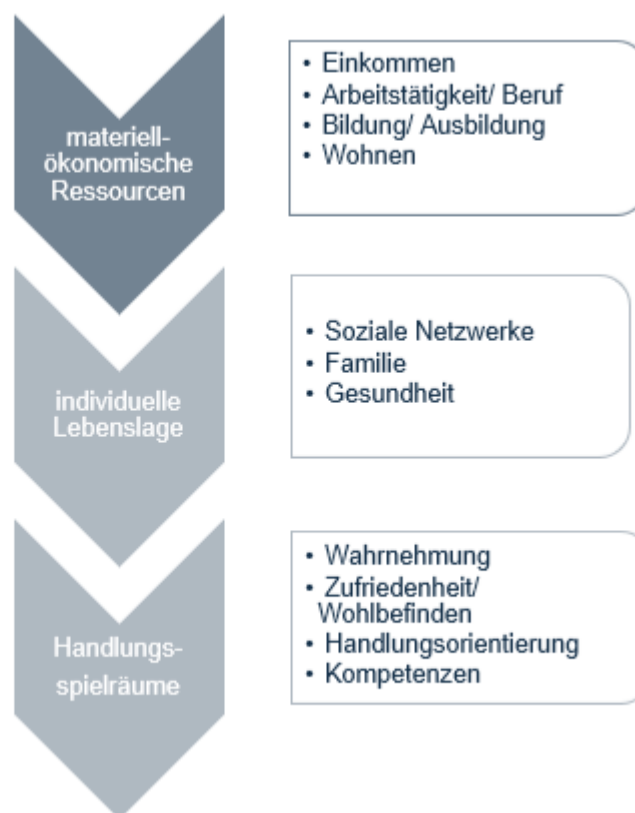 materiell-
ökonomische
Ressourcen
• Einkommen
• Arbeitstätigkeit/ Beruf
• Bildung/ Ausbildung
• Wohnen
individuelle
Lebenslage
• Soziale Netzwerke
• Familie
• Gesundheit
Handlungs-
spielräume
• Wahrnehmung
• Zufriedenheit/
Wohlbefinden
• Handlungsorientierung
• Kompetenzen